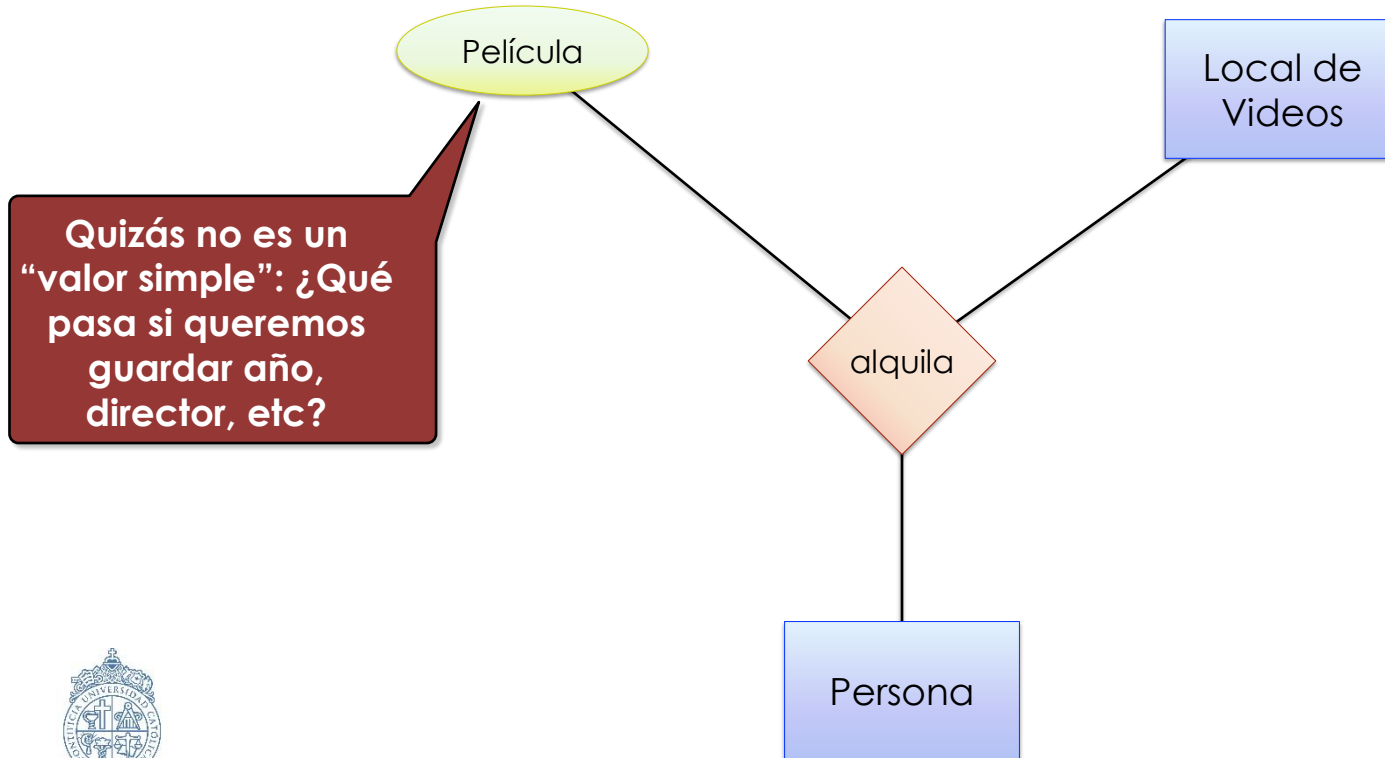 Película
Local de
Videos
Quizás no es un
“valor simple”: ¿Qué
pasa si queremos
guardar año,
director, etc?
alquila
Persona